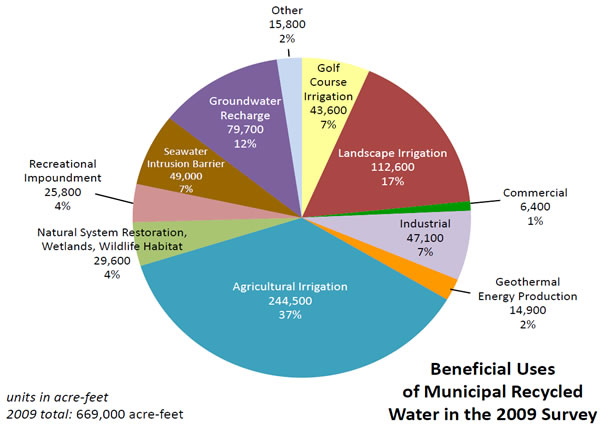 Other
15,800
2%
Golf
Course
Irrigation
43,600
7%
Landscape Irrigation
112,600
17%
Commercial
6,400
1%
Industrial
47,100
7%
Geothermal
Energy Production
14,900
2%
Agricultural Irrigation
244,500
37%
Natural System Restoration,
Wetlands, Wildlife Habitat
29,600
4%
Recreational
Impoundment
25,800
4%
Seawater
Intrusion Barrier
49,000
7%
Groundwater
Recharge
79,700
12%
units in acre-feet
2009 total: 669,000 acre-feet
Beneficial Uses
of Municipal Recycled
Water in the 2009 Survey